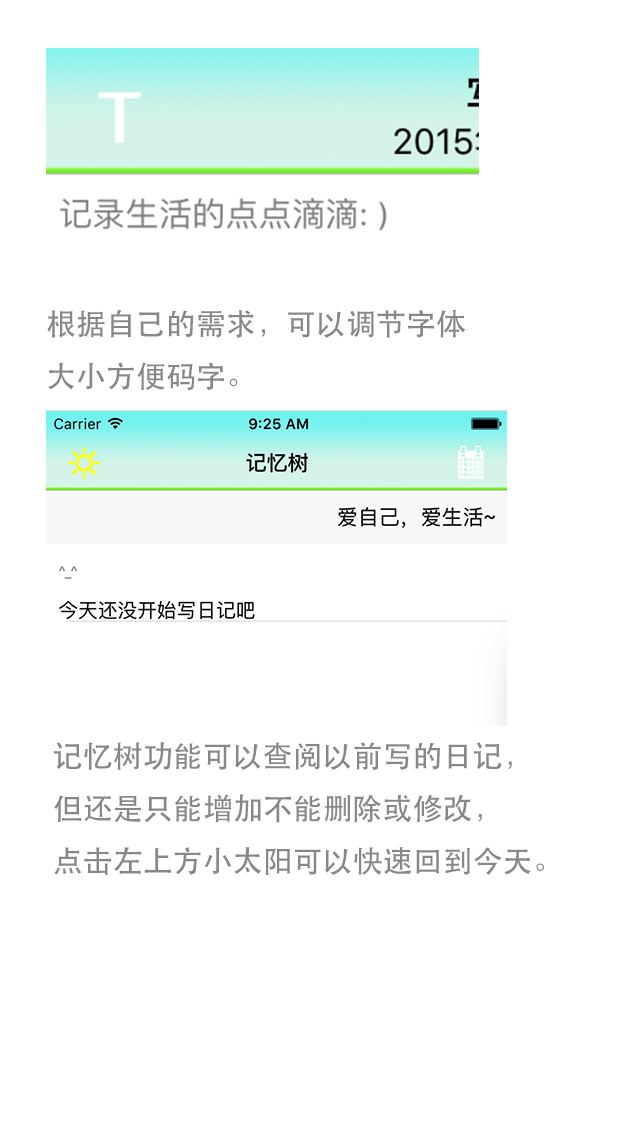 T
2015
记录生活的点点滴滴: )
根据自己的需求，可以调节字体
大小方便码字。
Carrier 9:25 AM
记忆树
爱自己，爱生活~
^_^
今天还没开始写日记吧
记忆树功能可以查阅以前写的日记，
但还是只能增加不能删除或修改，
点击左上方小太阳可以快速回到今天。